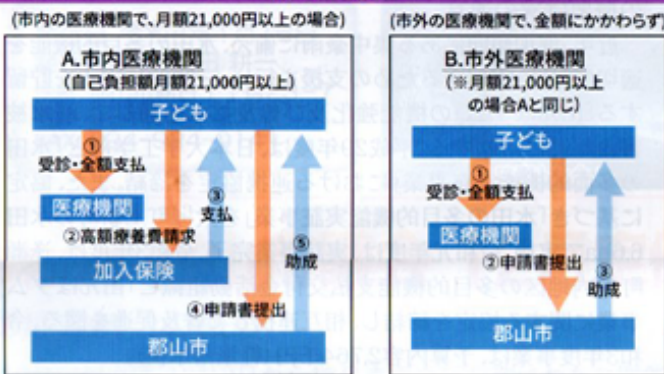 (市内の医療機関で、月額21,000円以上の場合)
A.市内医療機関
(自己負担額月額21,000円以上)
子ども
①
受診・全額支払
医療機関
②高額療養費請求
③
支払
加入保険
④申請書提出
⑤
助成
郡山市
(市外の医療機関で、金額にかかわらず)
B.市外医療機関
(※月額21,000円以上
の場合Aと同じ)
子ども
①
受診・全額支払
医療機関
②申請書提出
③
助成
郡山市